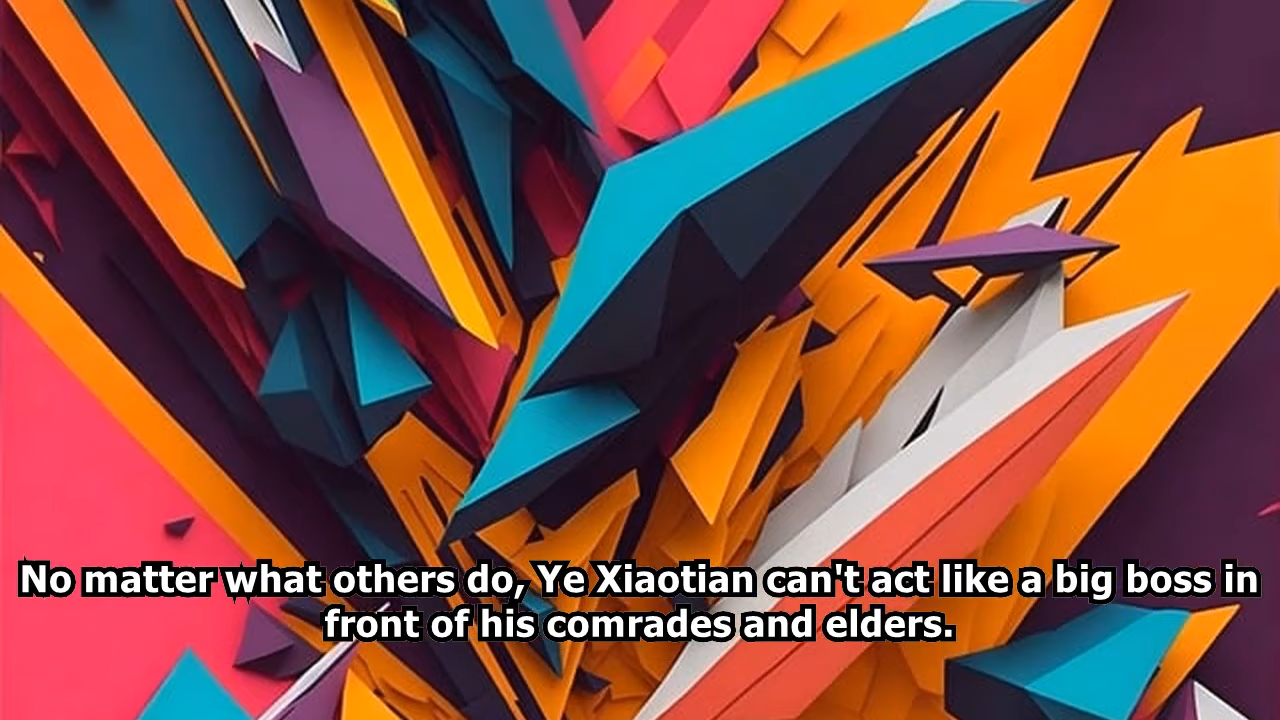 No matter what others do, Ye Xiaotian can't act like a big boss in
front of his comrades and elders.